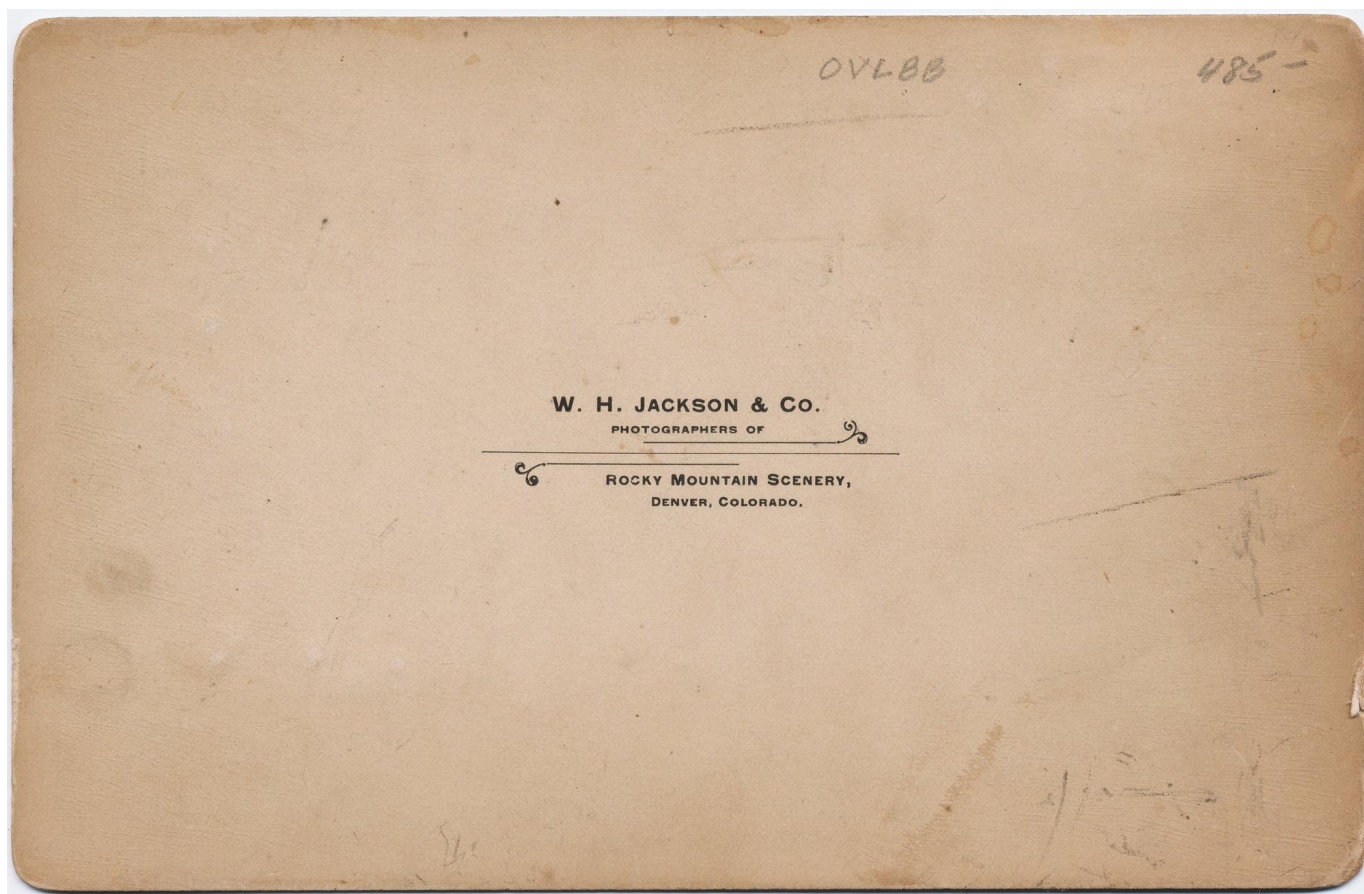 OVLBB 485-
W. H. JACKSON & CO.
PHOTOGRAPHERS OF
ROCKY MOUNTAIN SCENERY,
DENVER, COLORADO.